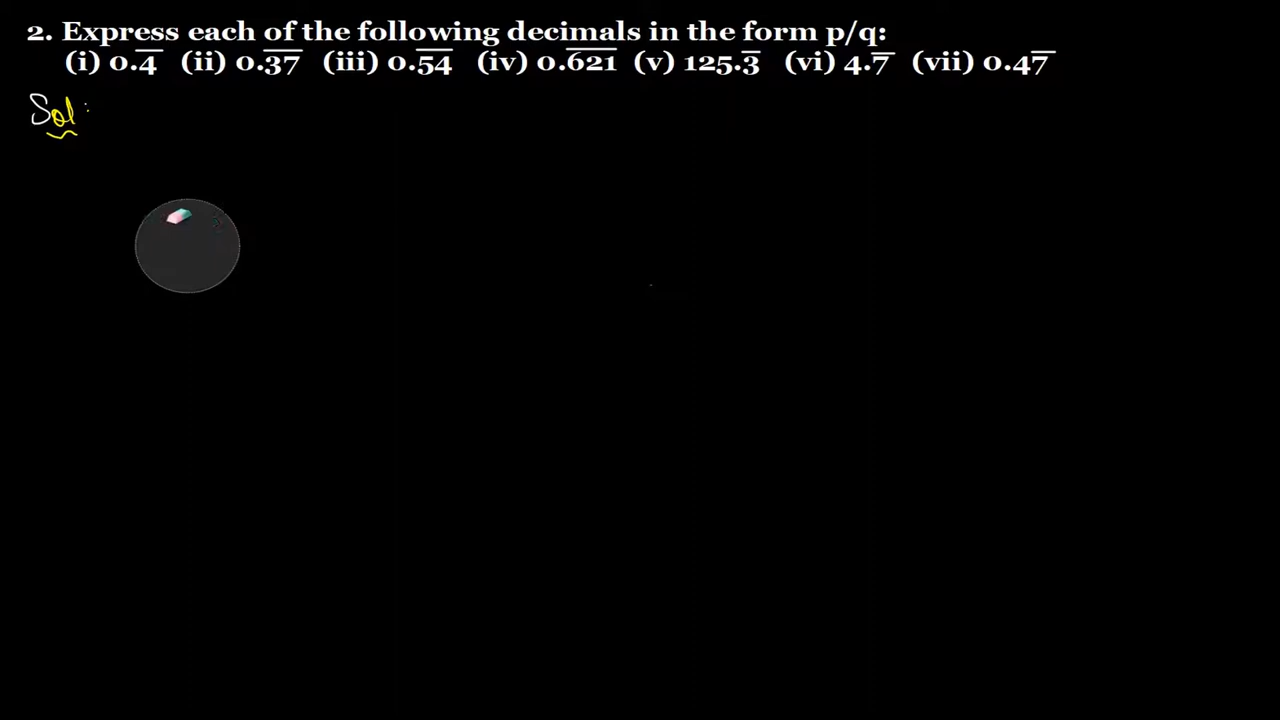 2. Express each of the following decimals in the form p/q:
(i) 0.4̅ (ii) 0.3̅7̅ (iii) 0.5̅4̅ (iv) 0.6̅2̅1̅ (v) 125.3̅ (vi) 4.7̅ (vii) 0.47̅
Sol :